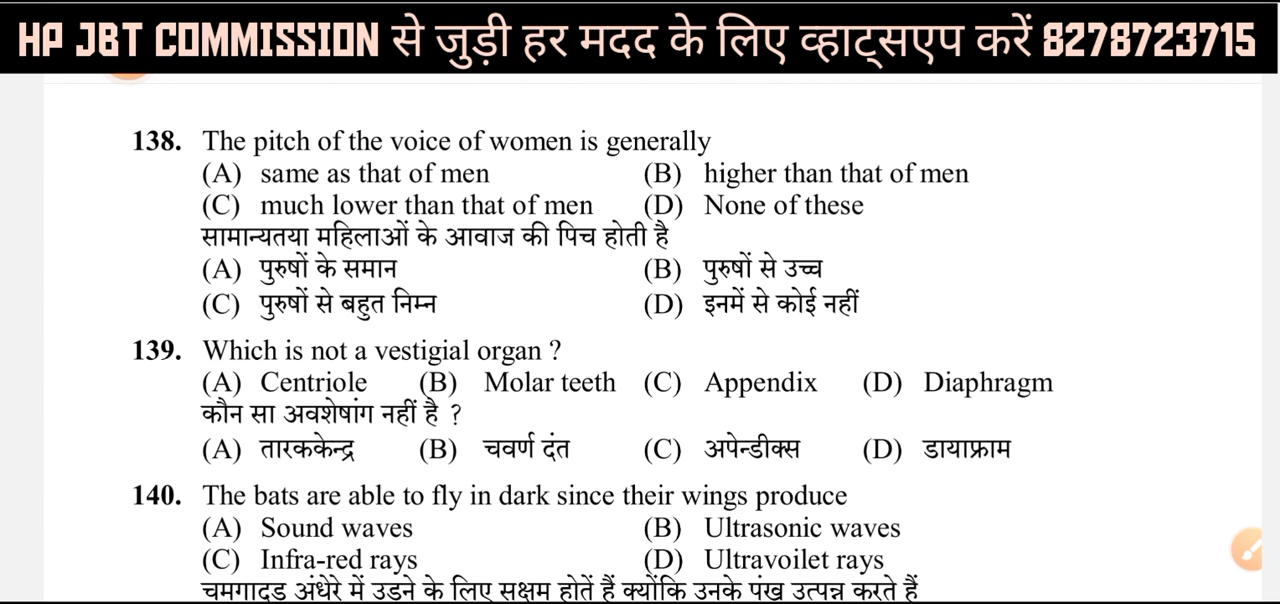 HP JBT COMMISSION से जुड़ी हर मदद के लिए व्हाट्सएप करें 8278723715
138. The pitch of the voice of women is generally
(A) same as that of men (B) higher than that of men
(C) much lower than that of men (D) None of these
सामान्यतया महिलाओं के आवाज की पिच होती है
(A) पुरुषों के समान (B) पुरुषों से उच्च
(C) पुरुषों से बहुत निम्न (D) इनमें से कोई नहीं
139. Which is not a vestigial organ ?
(A) Centriole (B) Molar teeth (C) Appendix (D) Diaphragm
कौन सा अवशेषांग नहीं है ?
(A) तारककेन्द्र (B) चवर्ण दंत (C) अपेन्डीक्स (D) डायाफ्राम
140. The bats are able to fly in dark since their wings produce
(A) Sound waves (B) Ultrasonic waves
(C) Infra-red rays (D) Ultravoilet rays
चमगादड अंधेरे में उडने के लिए सक्षम होतें हैं क्योंकि उनके पंख उत्पन्न करते हैं